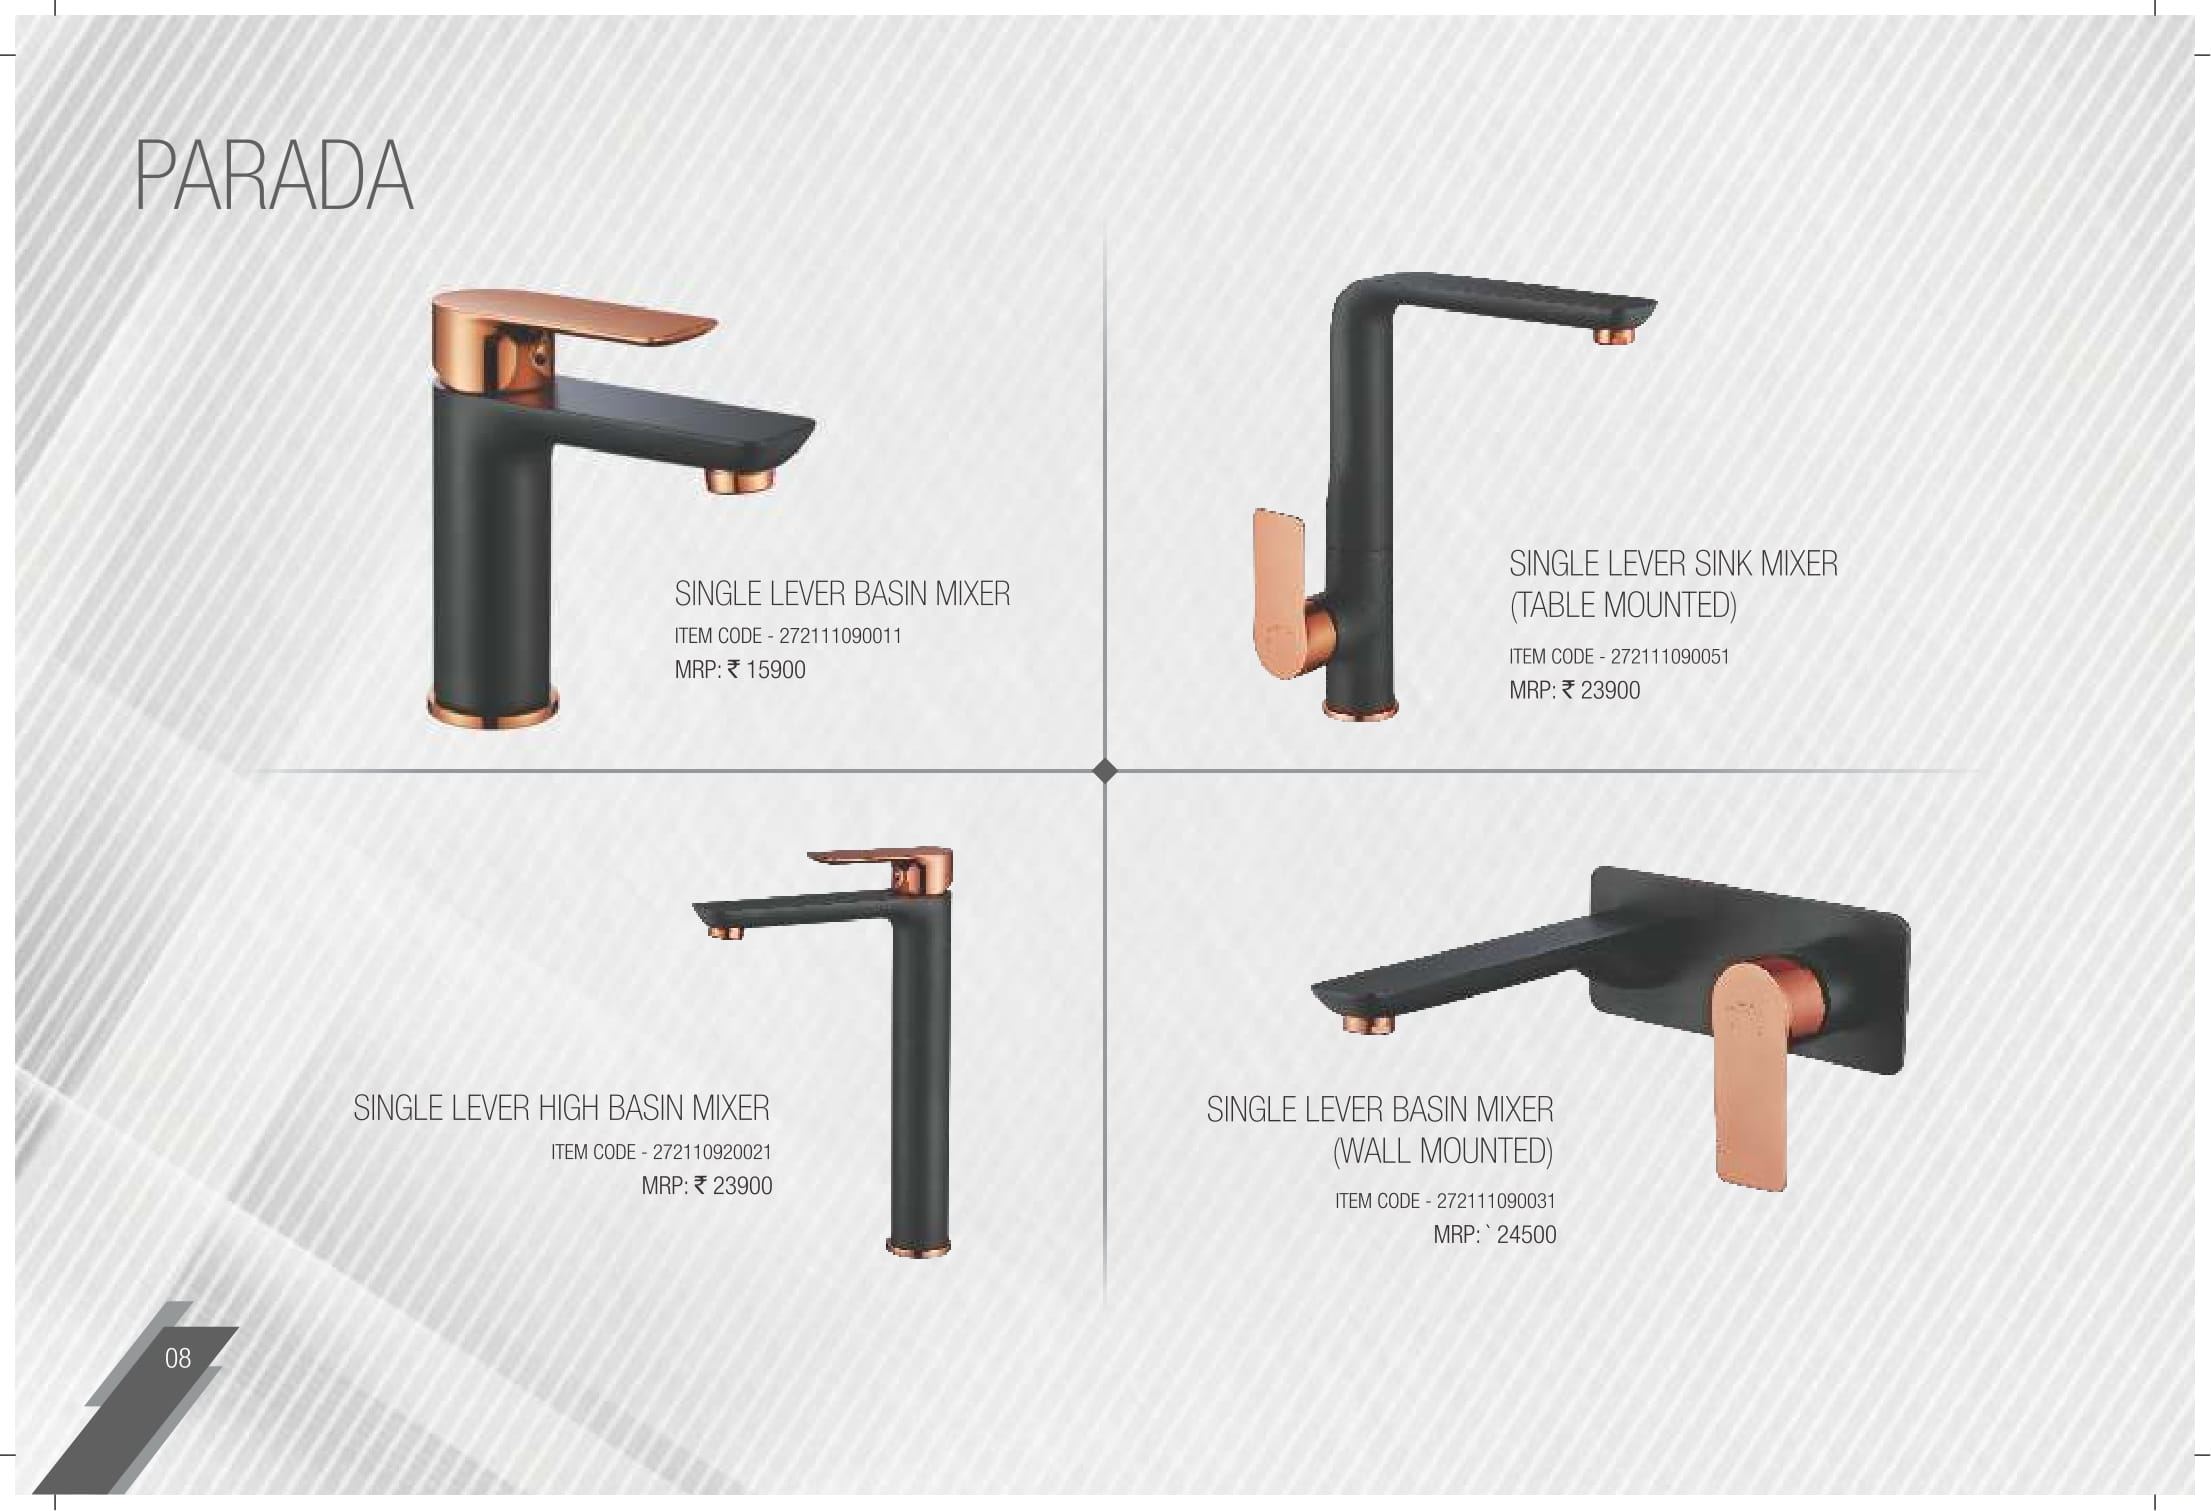 PARADA
SINGLE LEVER BASIN MIXER
ITEM CODE - 272111090011
MRP: ₹ 15900
SINGLE LEVER SINK MIXER
(TABLE MOUNTED)
ITEM CODE - 272111090051
MRP: ₹ 23900
SINGLE LEVER HIGH BASIN MIXER
ITEM CODE - 272110920021
MRP: ₹ 23900
SINGLE LEVER BASIN MIXER
(WALL MOUNTED)
ITEM CODE - 272111090031
MRP: ` 24500
08